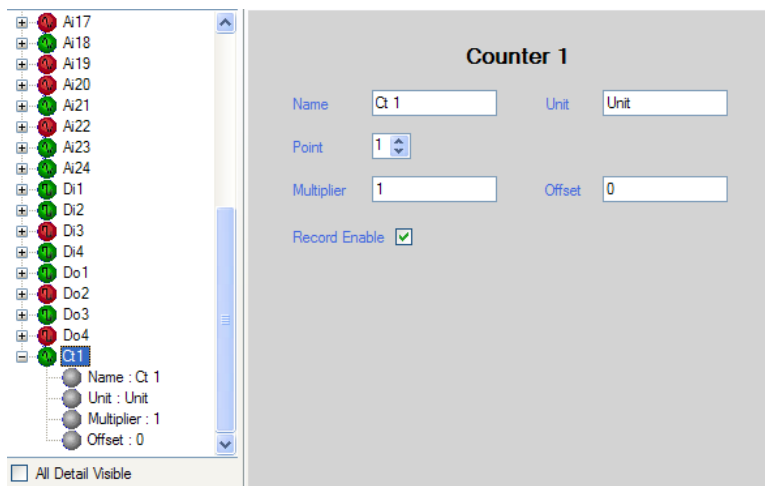 Ai17
Ai18
Ai19
Ai20
Ai21
Ai22
Ai23
Ai24
Di1
Di2
Di3
Di4
Do1
Do2
Do3
Do4
Ct1
Name : Ct 1
Unit : Unit
Multiplier : 1
Offset : 0
All Detail Visible
Counter 1
Name Ct 1 Unit Unit
Point 1
Multiplier 1 Offset 0
Record Enable